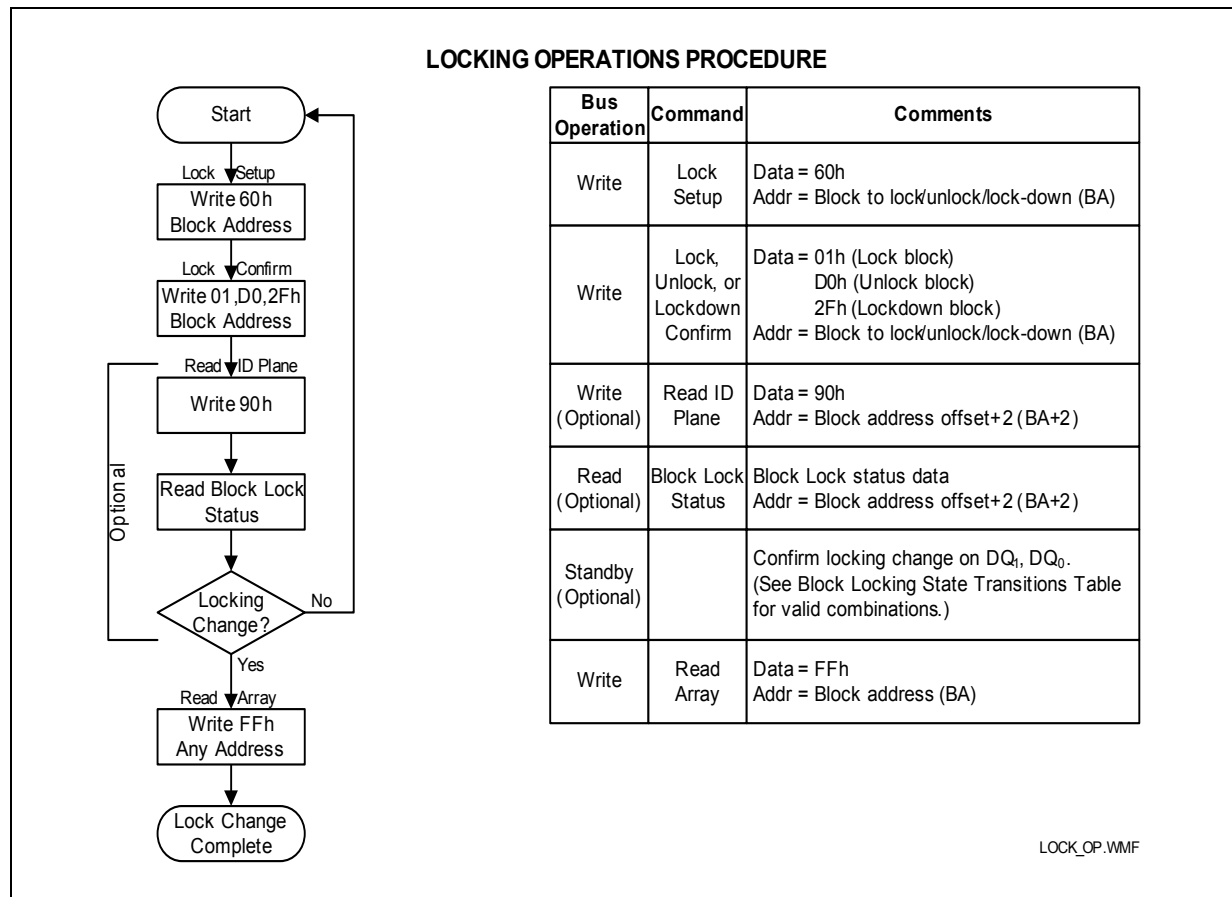 LOCKING OPERATIONS PROCEDURE
Start
Lock Setup
Write 60h
Block Address
Lock Confirm
Write 01,D0,2Fh
Block Address
Read ID Plane
Write 90h
Optional
Read Block Lock
Status
Locking
Change?
No
Yes
Read Array
Write FFh
Any Address
Lock Change
Complete
Bus
Operation
Command
Comments
Write
Lock
Setup
Data = 60h
Addr = Block to lock/unlock/lock-down (BA)
Write
Lock,
Unlock, or
Lockdown
Confirm
Data = 01h (Lock block)
D0h (Unlock block)
2Fh (Lockdown block)
Addr = Block to lock/unlock/lock-down (BA)
Write
(Optional)
Read ID
Plane
Data = 90h
Addr = Block address offset+2 (BA+2)
Read
(Optional)
Block Lock
Status
Block Lock status data
Addr = Block address offset+2 (BA+2)
Standby
(Optional)
Confirm locking change on DQ₁, DQ₀.
(See Block Locking State Transitions Table
for valid combinations.)
Write
Read
Array
Data = FFh
Addr = Block address (BA)
LOCK_OP.WMF